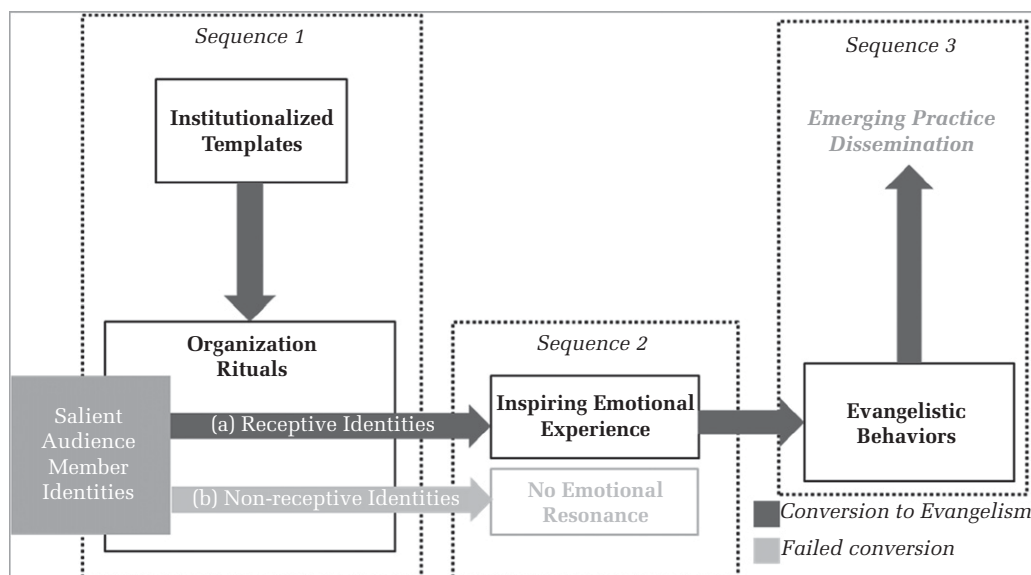 Sequence 1
Institutionalized
Templates
Organization
Rituals
Salient
Audience
Member
Identities
(a) Receptive Identities
(b) Non-receptive Identities
Sequence 2
Inspiring Emotional
Experience
No Emotional
Resonance
Sequence 3
Emerging Practice
Dissemination
Evangelistic
Behaviors
Conversion to Evangelism
Failed conversion